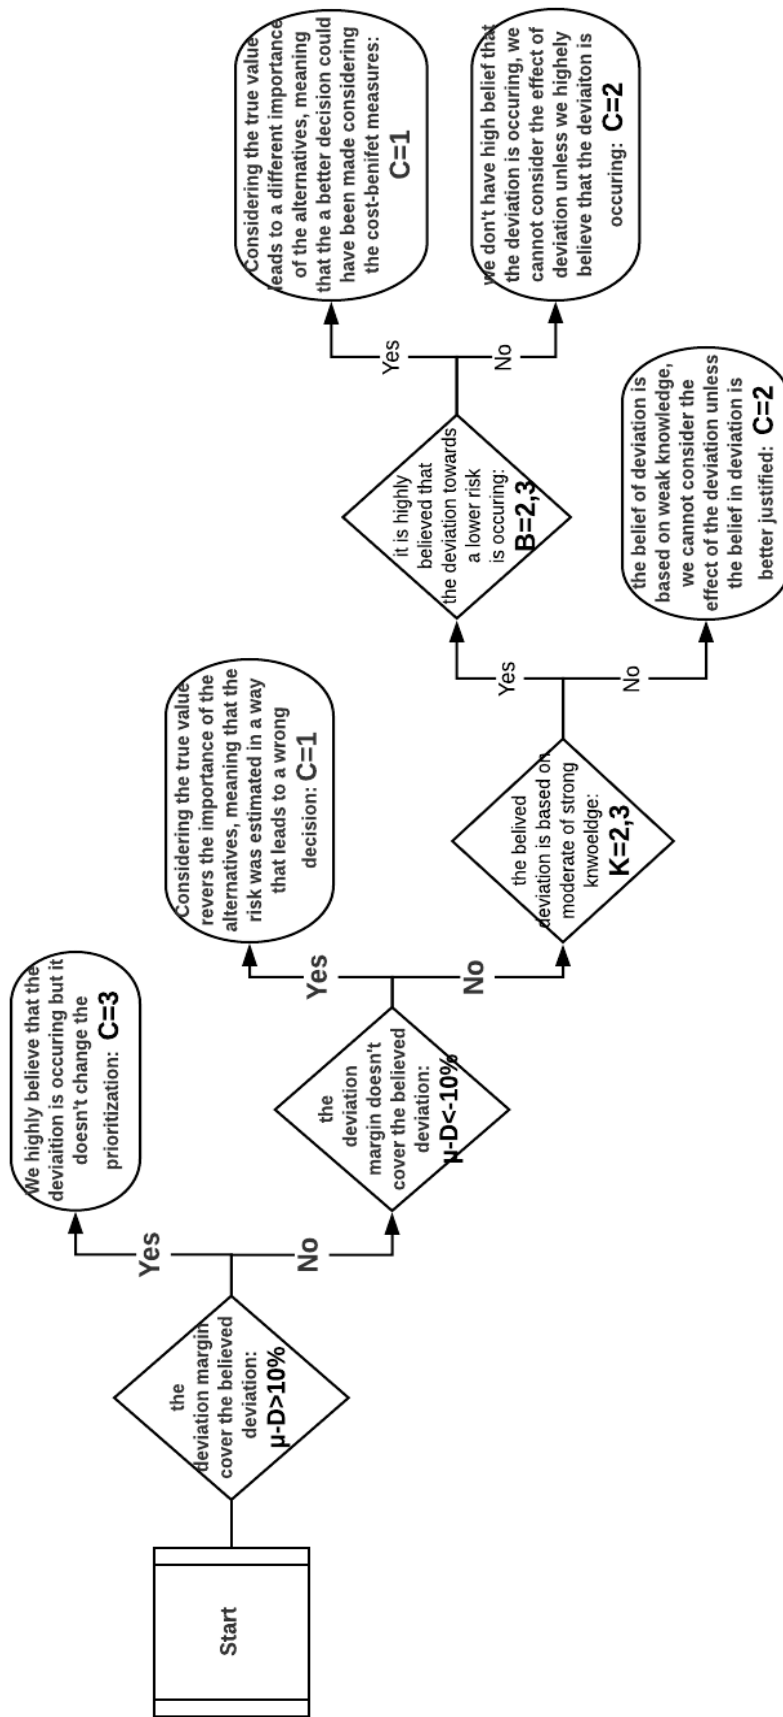 Start
the
deviation margin
cover the believed
deviation:
μ-D>10%
Yes
No
We highly believe that the
deviaition is occuring but it
doesn't change the
prioritization: C=3
the
deviation
margin doesn't
cover the believed
deviation:
μ-D<-10%
Yes
No
Considering the true value
revers the importance of the
alternatives, meaning that the
risk was estimated in a way
that leads to a wrong
decision: C=1
the belived
deviation is based on
moderate of strong
knwoeldge:
K=2,3
Yes
No
the belief of deviation is
based on weak knowledge,
we cannot consider the
effect of the deviation unless
the belief in deviation is
better justified: C=2
it is highly
believed that
the deviation towards
a lower risk
is occuring:
B=2,3
Yes
No
Considering the true value
leads to a different importance
of the alternatives, meaning
that the a better decision could
have been made considering
the cost-benifet measures:
C=1
we don't have high belief that
the deviation is occuring, we
cannot consider the effect of
deviation unless we highely
believe that the deviaiton is
occuring: C=2